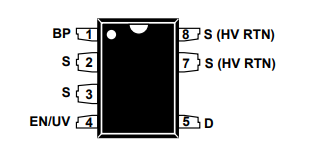 BP 1 8 S (HV RTN)
S 2 7 S (HV RTN)
S 3
EN/UV 4 5 D